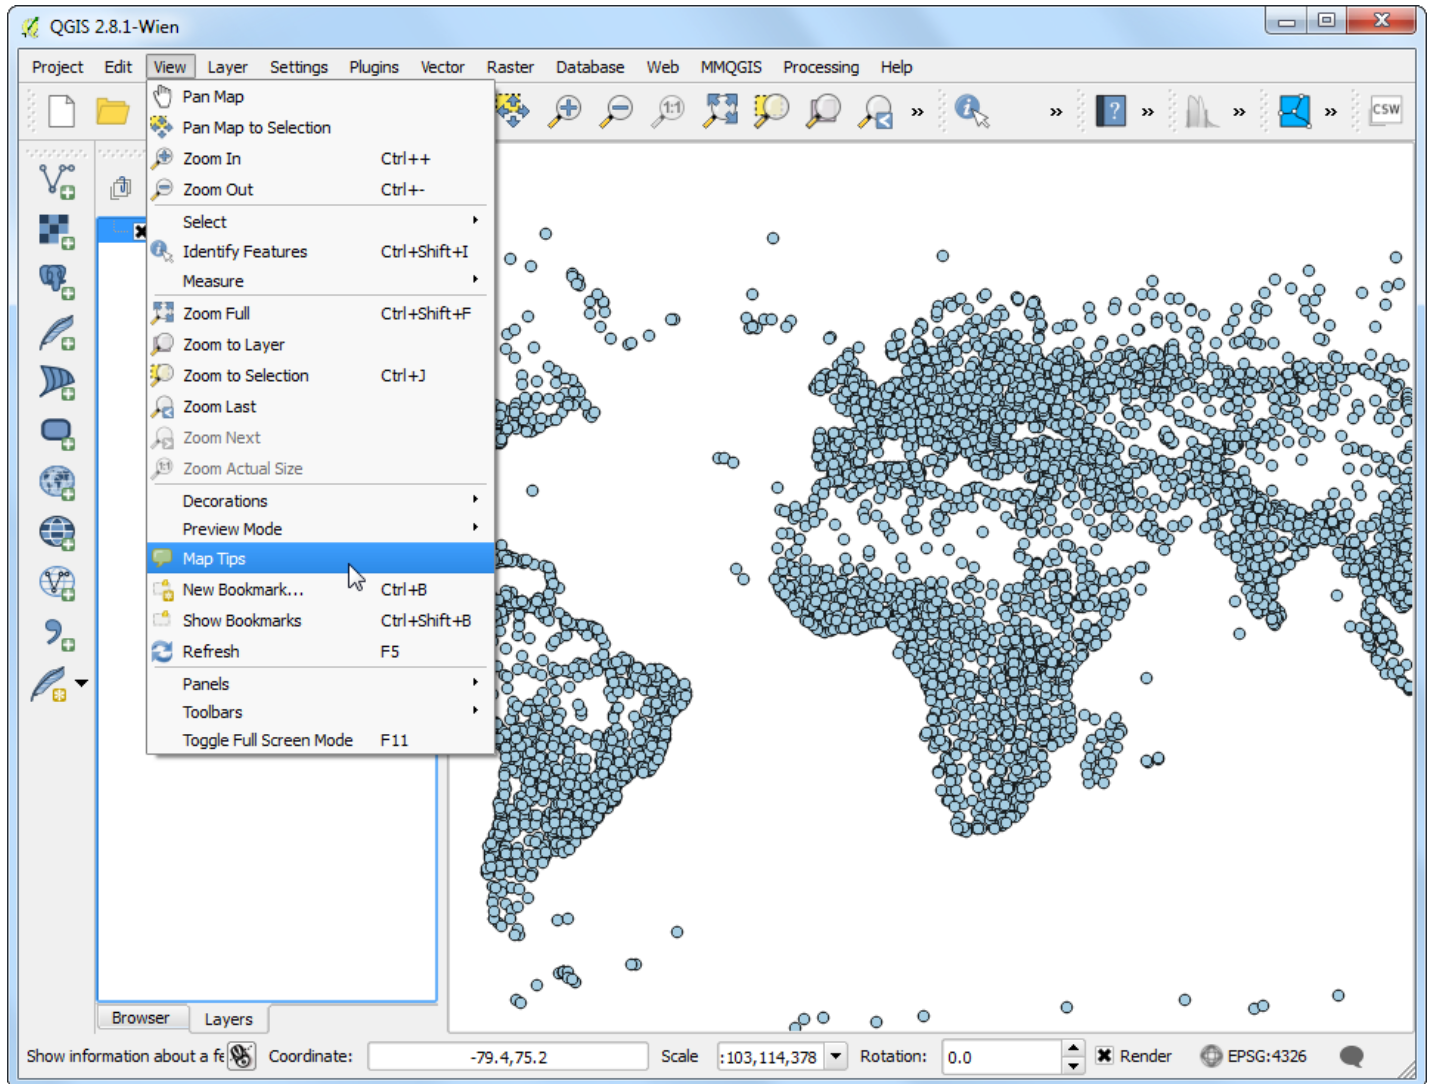 QGIS 2.8.1-Wien
Project Edit View Layer Settings Plugins Vector Raster Database Web MMQGIS Processing Help
1:1 » » ? » » » CSW
Pan Map
Pan Map to Selection
Zoom In Ctrl++
Zoom Out Ctrl+-
Select
Identify Features Ctrl+Shift+I
Measure
Zoom Full Ctrl+Shift+F
Zoom to Layer
Zoom to Selection Ctrl+J
Zoom Last
Zoom Next
Zoom Actual Size
Decorations
Preview Mode
Map Tips
New Bookmark... Ctrl+B
Show Bookmarks Ctrl+Shift+B
Refresh F5
Panels
Toolbars
Toggle Full Screen Mode F11
Browser Layers
Show information about a fe Coordinate: -79.4,75.2 Scale :103,114,378 Rotation: 0.0 Render EPSG:4326